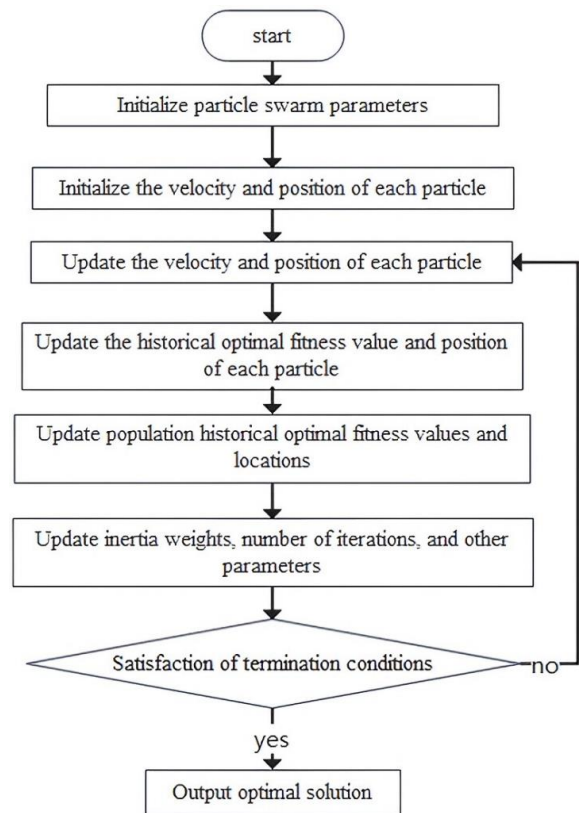 start
Initialize particle swarm parameters
Initialize the velocity and position of each particle
Update the velocity and position of each particle
Update the historical optimal fitness value and position
of each particle
Update population historical optimal fitness values and
locations
Update inertia weights, number of iterations, and other
parameters
Satisfaction of termination conditions
no
yes
Output optimal solution